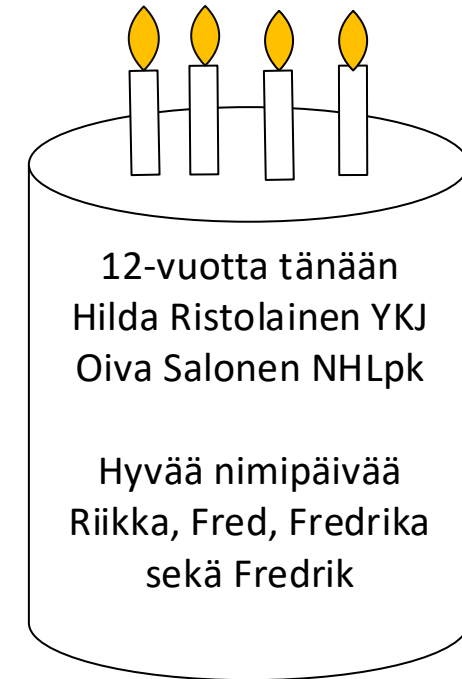 12-vuotta tänään
Hilda Ristolainen YKJ
Oiva Salonen NHLpk
Hyvää nimipäivää
Riikka, Fred, Fredrika
sekä Fredrik